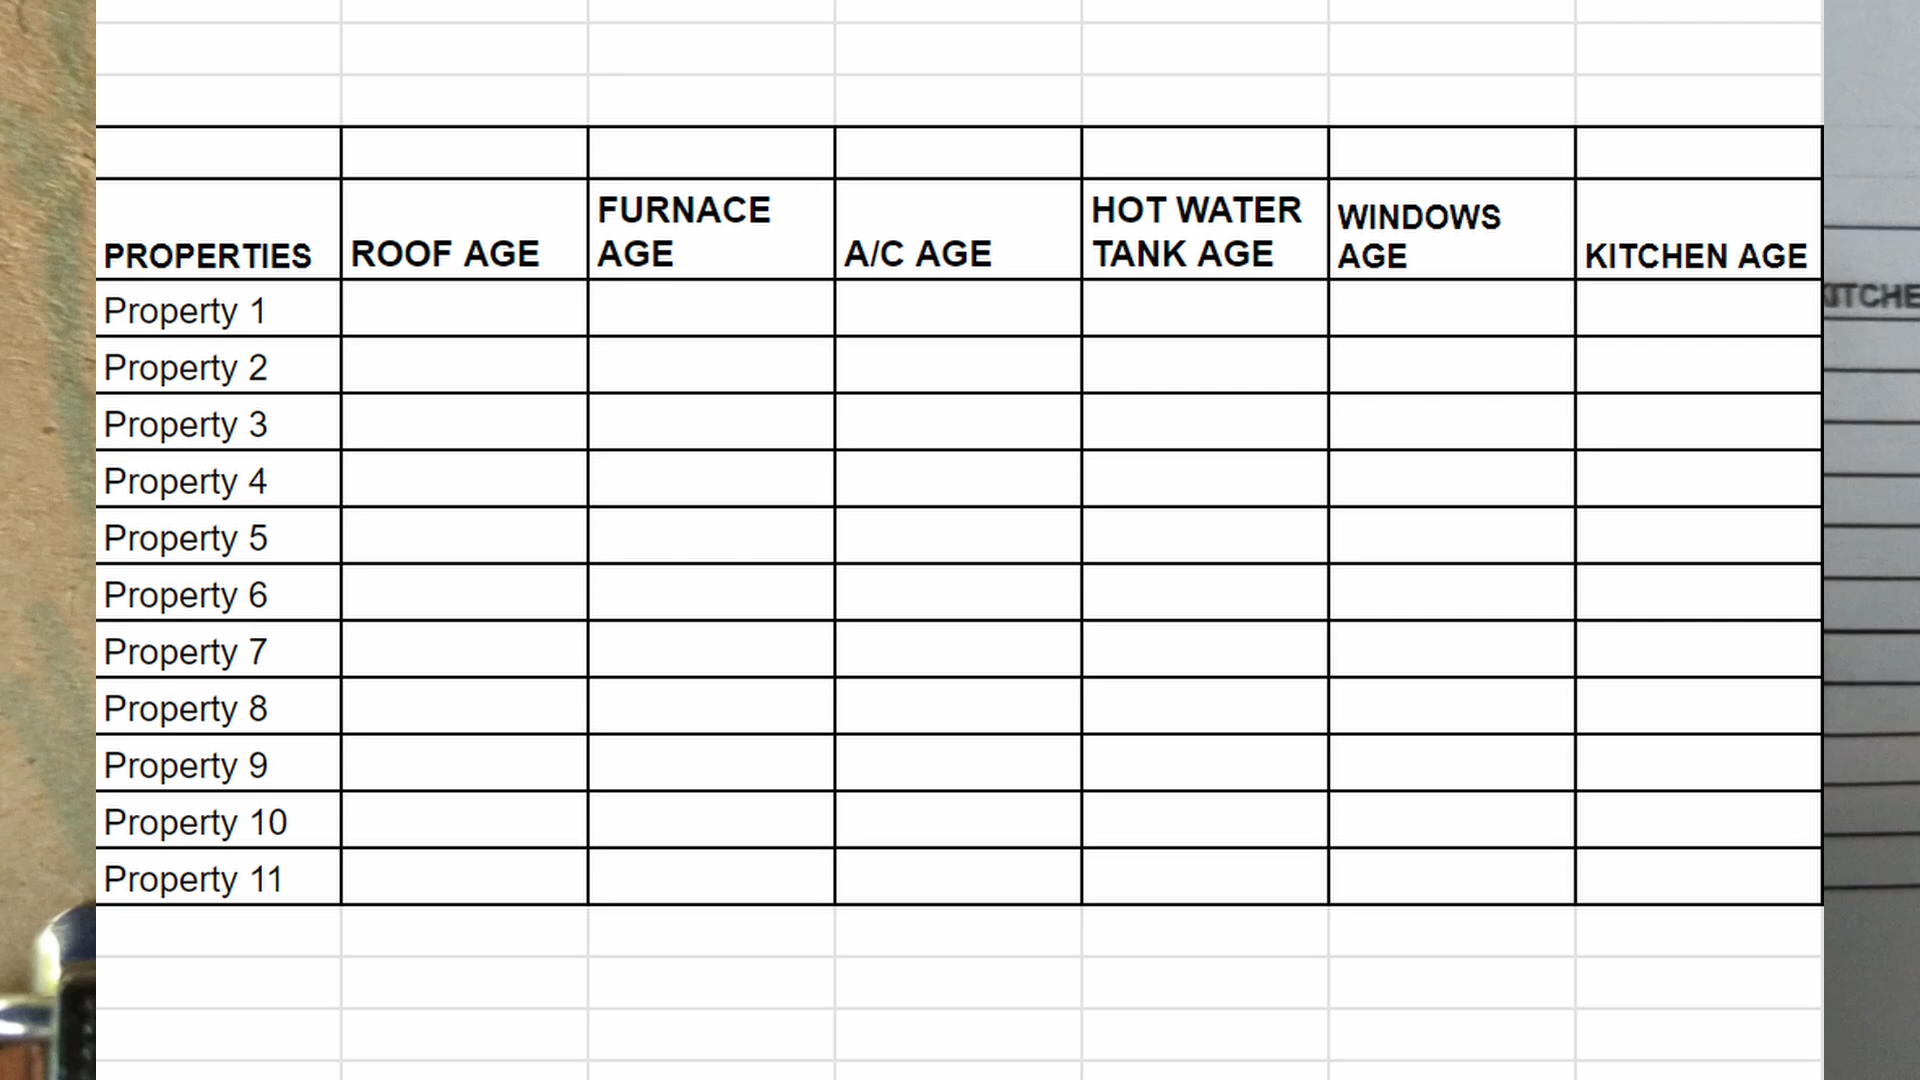 PROPERTIES ROOF AGE FURNACE AGE A/C AGE HOT WATER TANK AGE WINDOWS AGE KITCHEN AGE
Property 1
Property 2
Property 3
Property 4
Property 5
Property 6
Property 7
Property 8
Property 9
Property 10
Property 11